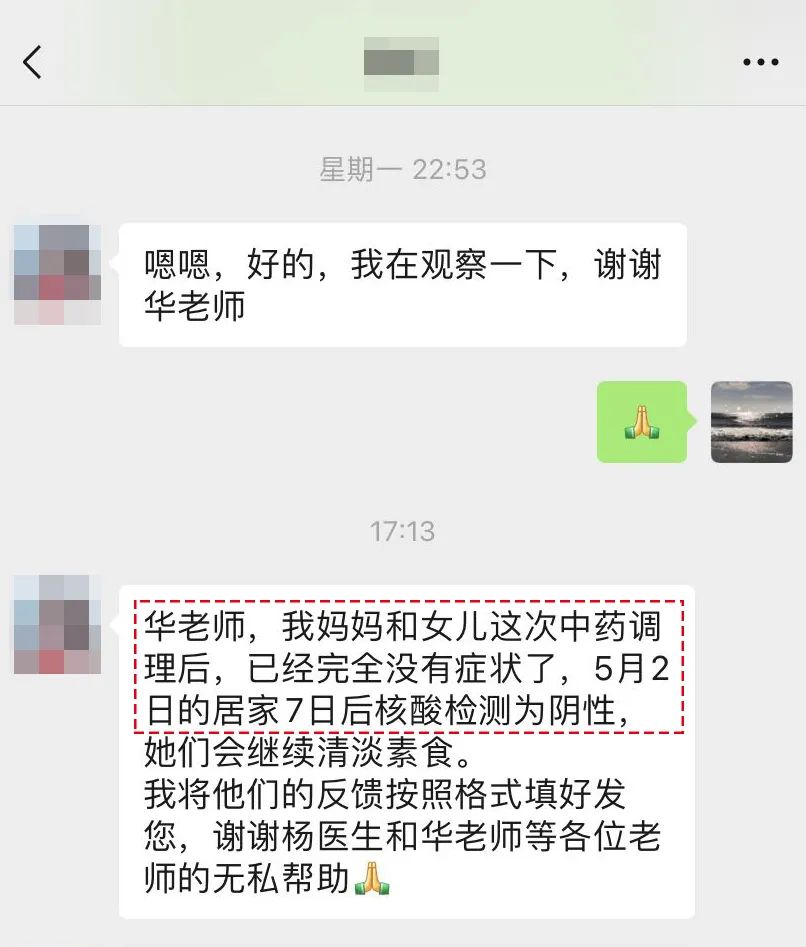 星期一 22:53
嗯嗯，好的，我在观察一下，谢谢
华老师
🙏
17:13
华老师，我妈妈和女儿这次中药调
理后，已经完全没有症状了，5月2
日的居家7日后核酸检测为阴性，
她们会继续清淡素食。
我将他们的反馈按照格式填好发
您，谢谢杨医生和华老师等各位老
师的无私帮助🙏